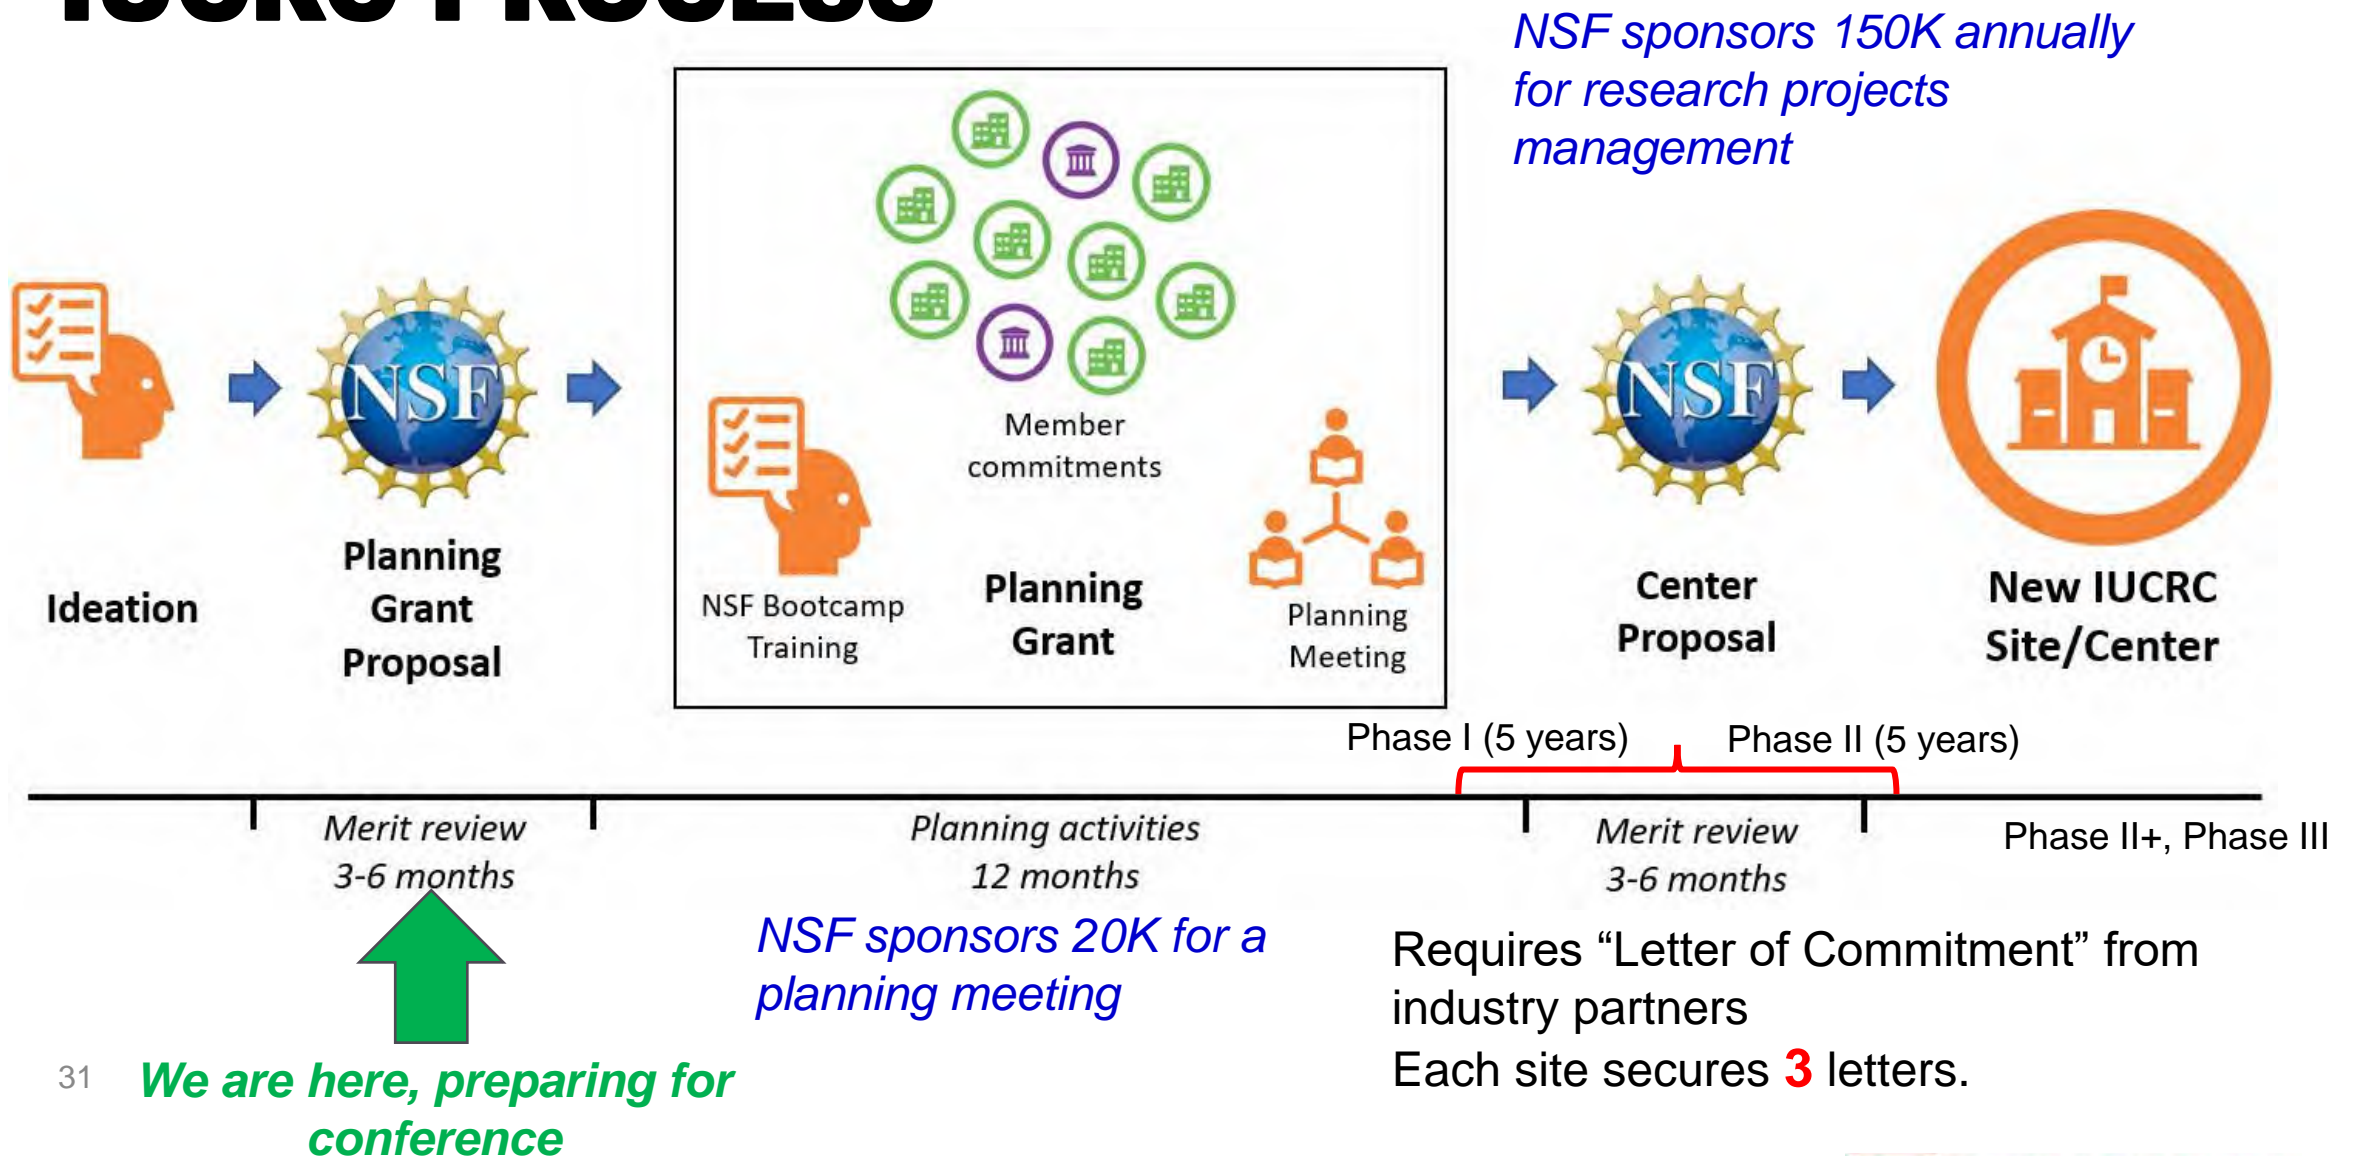 IUCRC PROCESS
NSF sponsors 150K annually
for research projects
management
NSF
NSF
Member
commitments
NSF Bootcamp
Training
Planning
Grant
Planning
Meeting
Ideation
Planning
Grant
Proposal
Center
Proposal
New IUCRC
Site/Center
Phase I (5 years)
Phase II (5 years)
Merit review
3-6 months
Planning activities
12 months
Merit review
3-6 months
Phase II+, Phase III
NSF sponsors 20K for a
planning meeting
Requires “Letter of Commitment” from
industry partners
Each site secures 3 letters.
31
We are here, preparing for
conference